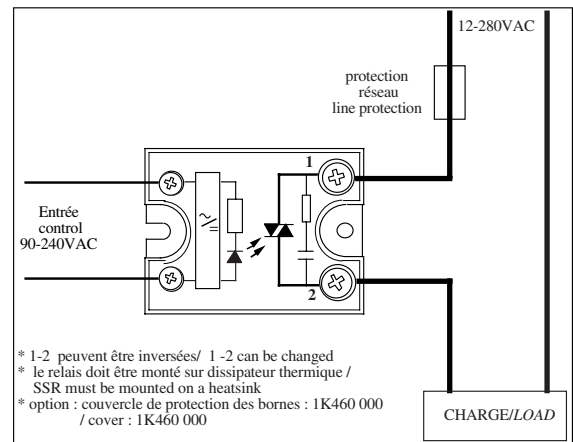 12-280VAC
protection
réseau
line protection
1
Entrée
control
90-240VAC
~/=
2
* 1-2 peuvent être inversées/ 1 -2 can be changed
* le relais doit être monté sur dissipateur thermique /
SSR must be mounted on a heatsink
* option : couvercle de protection des bornes : 1K460 000
/ cover : 1K460 000
CHARGE/LOAD